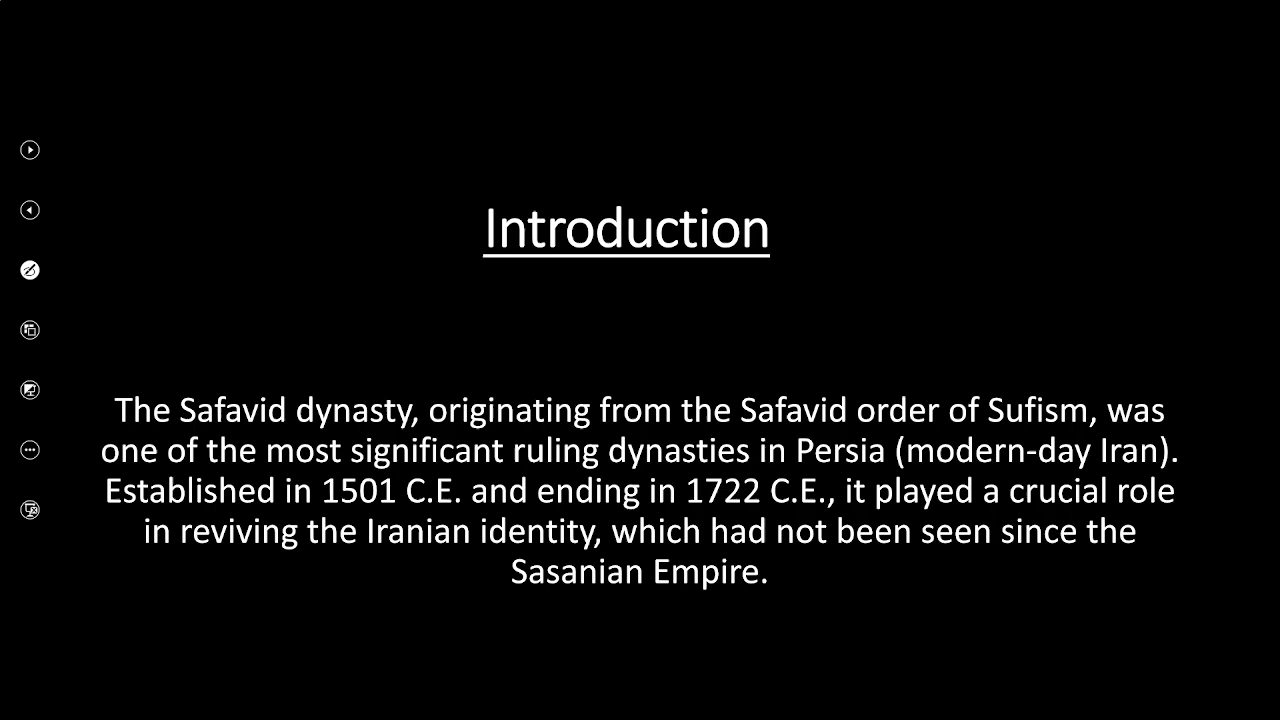 Introduction
The Safavid dynasty, originating from the Safavid order of Sufism, was
one of the most significant ruling dynasties in Persia (modern-day Iran).
Established in 1501 C.E. and ending in 1722 C.E., it played a crucial role
in reviving the Iranian identity, which had not been seen since the
Sasanian Empire.